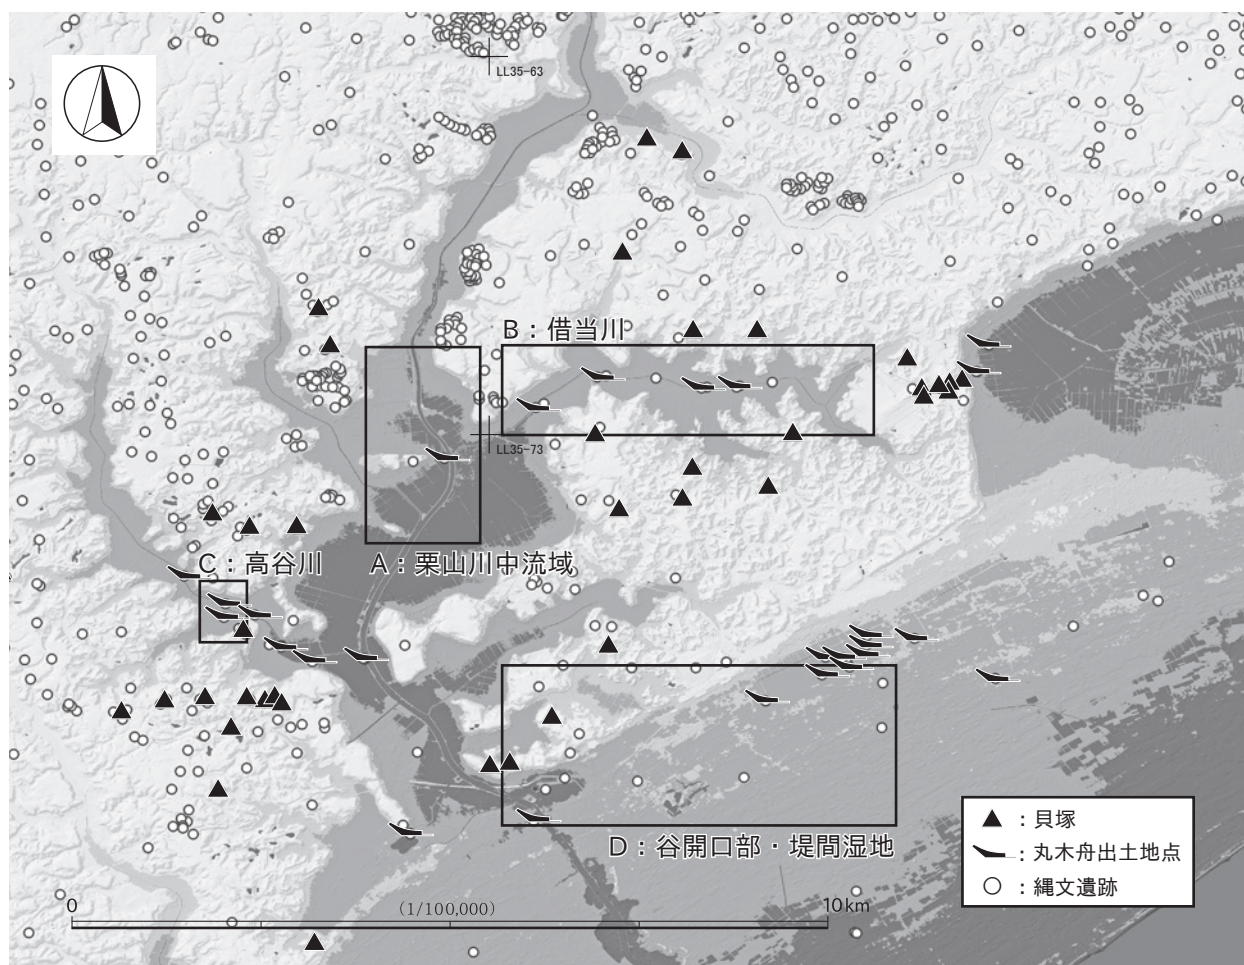 LL35-63
B：借当川
LL35-73
C：高谷川
A：栗山川中流域
D：谷開口部・堤間湿地
：貝塚
：丸木舟出土地点
：縄文遺跡
0
（1/100,000）
10km